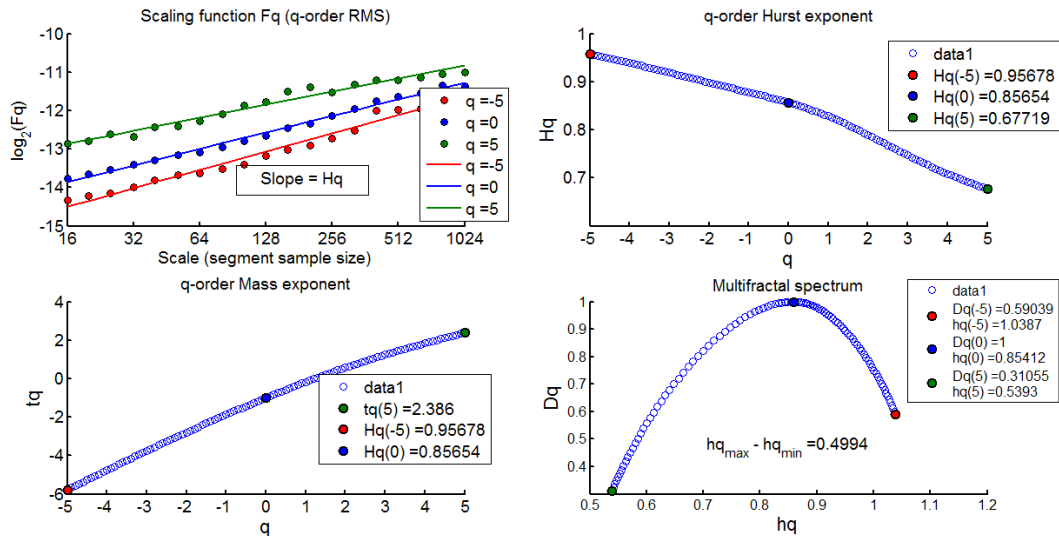 Scaling function Fq (q-order RMS)
-10
-11
-12
-13
-14
-15
log2(Fq)
16
32
64
128
256
512
1024
Scale (segment sample size)
Slope = Hq
q =-5
q =0
q =5
q =-5
q =0
q =5
q-order Hurst exponent
1
0.9
0.8
0.7
Hq
-5
-4
-3
-2
-1
0
1
2
3
4
5
q
data1
Hq(-5) =0.95678
Hq(0) =0.85654
Hq(5) =0.67719
q-order Mass exponent
4
2
0
-2
-4
-6
tq
-5
-4
-3
-2
-1
0
1
2
3
4
5
q
data1
tq(5) =2.386
Hq(-5) =0.95678
Hq(0) =0.85654
Multifractal spectrum
1
0.9
0.8
0.7
0.6
0.5
0.4
Dq
0.5
0.6
0.7
0.8
0.9
1
1.1
1.2
hq
hqmax - hqmin =0.4994
data1
Dq(-5) =0.59039
hq(-5) =1.0387
Dq(0) =1
hq(0) =0.85412
Dq(5) =0.31055
hq(5) =0.5393